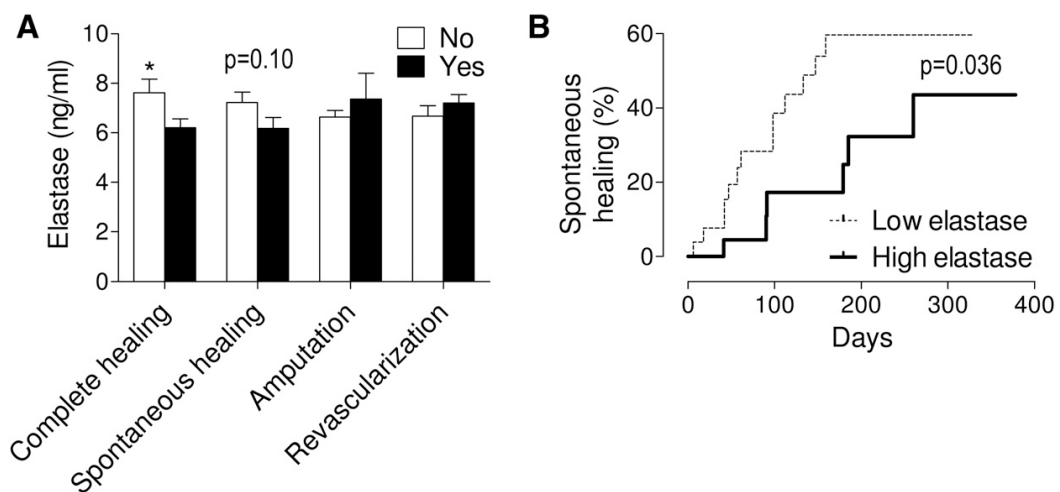 A
10
8
6
4
2
0
Elastase (ng/ml)
*
p=0.10
No
Yes
Complete healing
Spontaneous healing
Amputation
Revascularization
B
60
40
20
0
Spontaneous
healing (%)
p=0.036
Low elastase
High elastase
0 100 200 300 400
Days